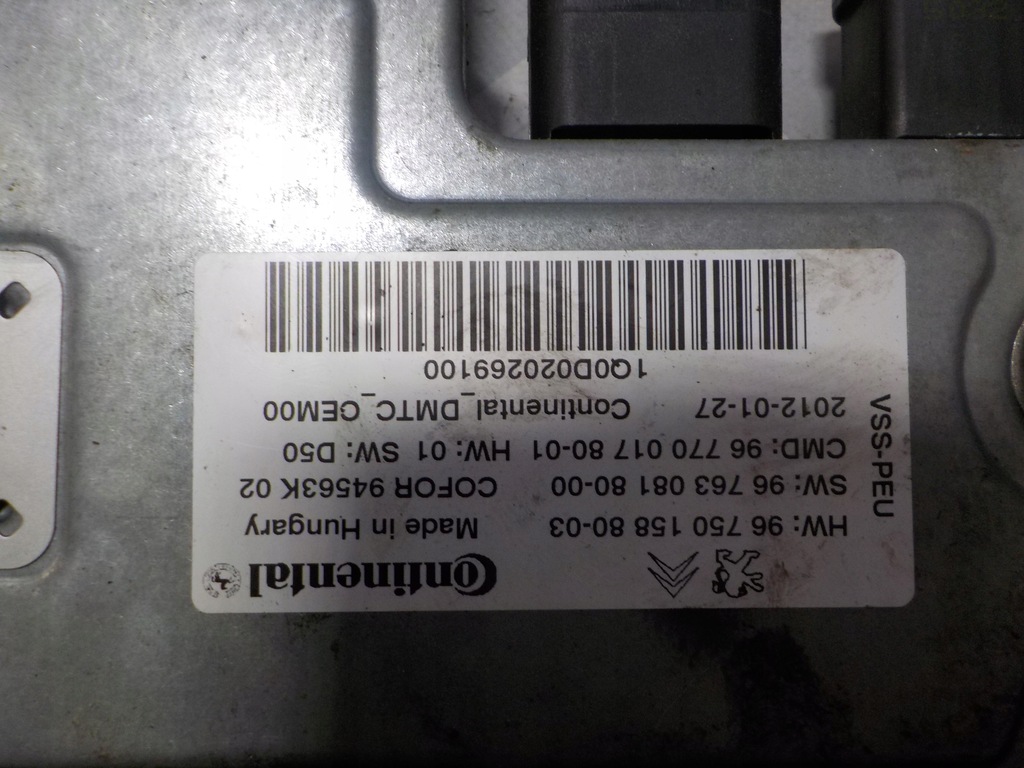 Continental
HW: 96 750 158 80-03 Made in Hungary
SW: 96 763 081 80-00 COFOR 94563K 02
CMD: 96 770 017 80-01 HW: 01 SW: D50
2012-01-27 Continental_DMTC_CEM00
1Q0D020269100
VSS-PEU